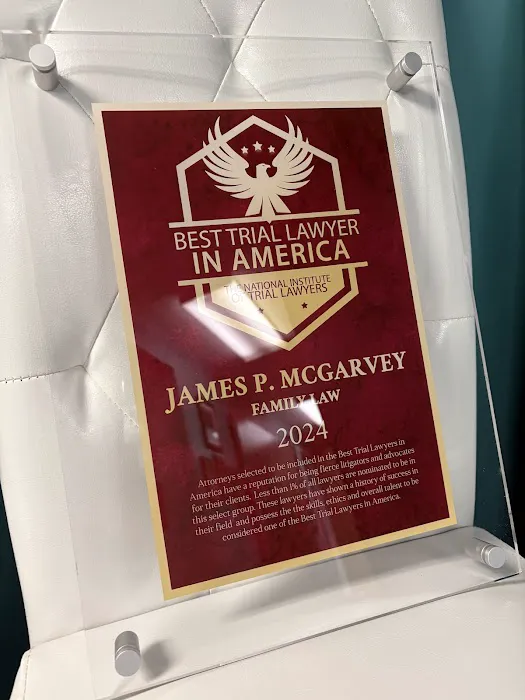 BEST TRIAL LAWYER
IN AMERICA
THE NATIONAL INSTITUTE
OF TRIAL LAWYERS
JAMES P. MCGARVEY
FAMILY LAW
2024
Attorneys selected to be included in the Best Trial Lawyers in
America have a reputation for being fierce litigators and advocates
for their clients. Less than 1% of all lawyers are nominated to be in
this select group. These lawyers have shown a history of success in
their field and possess the the skills, ethics and overall talent to be
considered one of the Best Trial Lawyers in America.